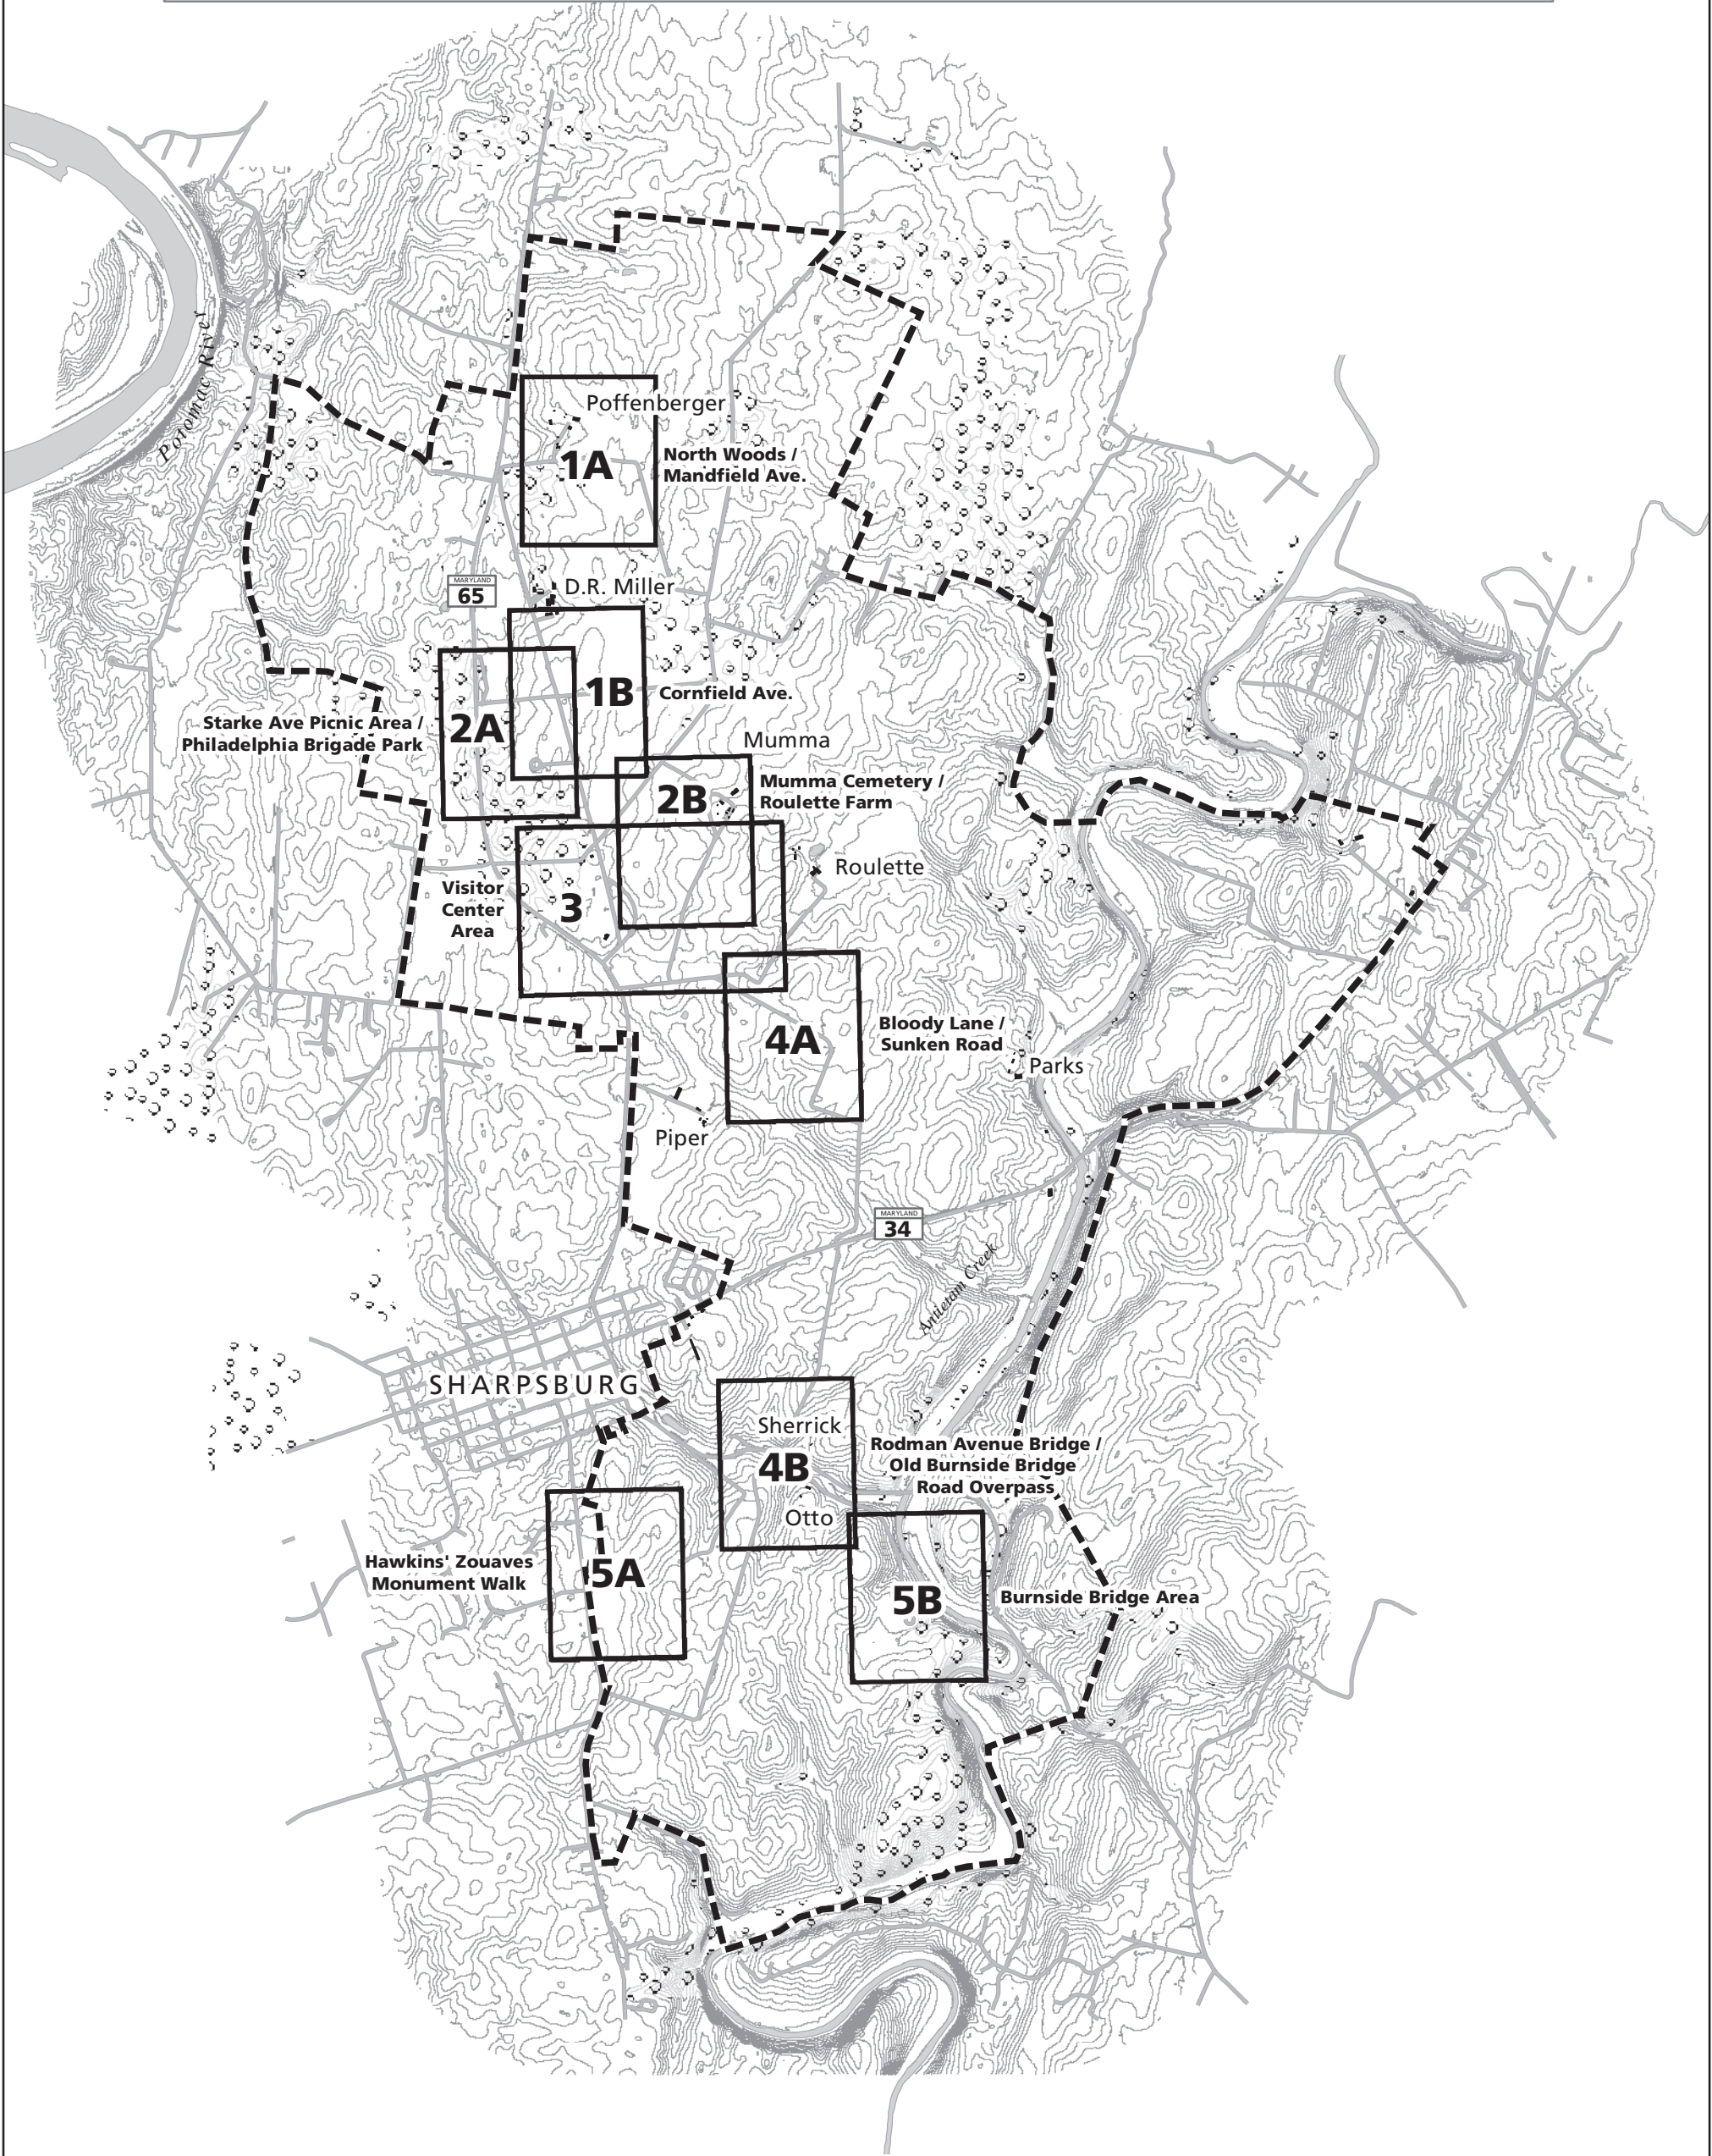 Potomac River
Poffenberger
1A
North Woods /
Mandfield Ave.
MARYLAND
65
D.R. Miller
1B
Cornfield Ave.
2A
Starke Ave Picnic Area /
Philadelphia Brigade Park
Mumma
2B
Mumma Cemetery /
Roulette Farm
Roulette
Visitor
Center
Area
3
4A
Bloody Lane /
Sunken Road
Parks
Piper
MARYLAND
34
Antietam Creek
SHARPSBURG
Sherrick
4B
Rodman Avenue Bridge /
Old Burnside Bridge
Road Overpass
Otto
Hawkins' Zouaves
Monument Walk
5A
5B
Burnside Bridge Area